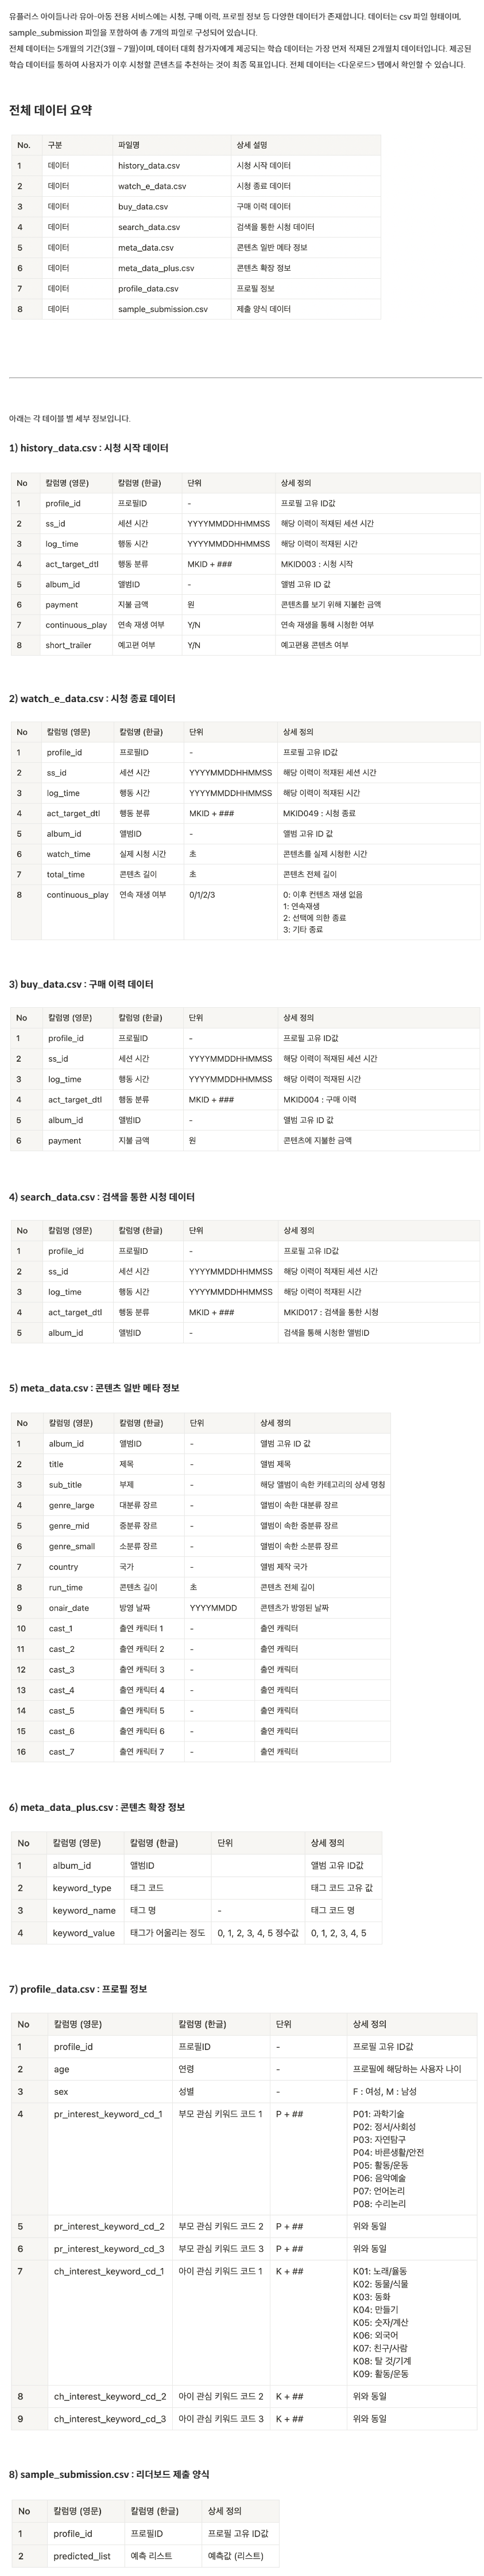 유플러스 아이들나라 유아-아동 전용 서비스에는 시청, 구매 이력, 프로필 정보 등 다양한 데이터가 존재합니다. 데이터는 csv 파일 형태이며,
sample_submission 파일을 포함하여 총 7개의 파일로 구성되어 있습니다.
전체 데이터는 5개월의 기간(3월 ~ 7월)이며, 데이터 대회 참가자에게 제공되는 학습 데이터는 가장 먼저 적재된 2개월치 데이터입니다. 제공된
학습 데이터를 통하여 사용자가 이후 시청할 콘텐츠를 추천하는 것이 최종 목표입니다. 전체 데이터는 <다운로드> 탭에서 확인할 수 있습니다.
전체 데이터 요약
No. 구분 파일명 상세 설명
1 데이터 history_data.csv 시청 시작 데이터
2 데이터 watch_e_data.csv 시청 종료 데이터
3 데이터 buy_data.csv 구매 이력 데이터
4 데이터 search_data.csv 검색을 통한 시청 데이터
5 데이터 meta_data.csv 콘텐츠 일반 메타 정보
6 데이터 meta_data_plus.csv 콘텐츠 확장 정보
7 데이터 profile_data.csv 프로필 정보
8 데이터 sample_submission.csv 제출 양식 데이터
아래는 각 테이블 별 세부 정보입니다.
1) history_data.csv : 시청 시작 데이터
No 칼럼명 (영문) 칼럼명 (한글) 단위 상세 정의
1 profile_id 프로필ID - 프로필 고유 ID값
2 ss_id 세션 시간 YYYYMMDDHHMMSS 해당 이력이 적재된 세션 시간
3 log_time 행동 시간 YYYYMMDDHHMMSS 해당 이력이 적재된 시간
4 act_target_dtl 행동 분류 MKID + ### MKID003 : 시청 시작
5 album_id 앨범ID - 앨범 고유 ID 값
6 payment 지불 금액 원 콘텐츠를 보기 위해 지불한 금액
7 continuous_play 연속 재생 여부 Y/N 연속 재생을 통해 시청한 여부
8 short_trailer 예고편 여부 Y/N 예고편용 콘텐츠 여부
2) watch_e_data.csv : 시청 종료 데이터
No 칼럼명 (영문) 칼럼명 (한글) 단위 상세 정의
1 profile_id 프로필ID - 프로필 고유 ID값
2 ss_id 세션 시간 YYYYMMDDHHMMSS 해당 이력이 적재된 세션 시간
3 log_time 행동 시간 YYYYMMDDHHMMSS 해당 이력이 적재된 시간
4 act_target_dtl 행동 분류 MKID + ### MKID049 : 시청 종료
5 album_id 앨범ID - 앨범 고유 ID 값
6 watch_time 실제 시청 시간 초 콘텐츠를 실제 시청한 시간
7 total_time 콘텐츠 길이 초 콘텐츠 전체 길이
8 continuous_play 연속 재생 여부 0/1/2/3 0: 이후 컨텐츠 재생 없음
1: 연속재생
2: 선택에 의한 종료
3: 기타 종료
3) buy_data.csv : 구매 이력 데이터
No 칼럼명 (영문) 칼럼명 (한글) 단위 상세 정의
1 profile_id 프로필ID - 프로필 고유 ID값
2 ss_id 세션 시간 YYYYMMDDHHMMSS 해당 이력이 적재된 세션 시간
3 log_time 행동 시간 YYYYMMDDHHMMSS 해당 이력이 적재된 시간
4 act_target_dtl 행동 분류 MKID + ### MKID004 : 구매 이력
5 album_id 앨범ID - 앨범 고유 ID 값
6 payment 지불 금액 원 콘텐츠에 지불한 금액
4) search_data.csv : 검색을 통한 시청 데이터
No 칼럼명 (영문) 칼럼명 (한글) 단위 상세 정의
1 profile_id 프로필ID - 프로필 고유 ID값
2 ss_id 세션 시간 YYYYMMDDHHMMSS 해당 이력이 적재된 세션 시간
3 log_time 행동 시간 YYYYMMDDHHMMSS 해당 이력이 적재된 시간
4 act_target_dtl 행동 분류 MKID + ### MKID017 : 검색을 통한 시청
5 album_id 앨범ID - 검색을 통해 시청한 앨범ID
5) meta_data.csv : 콘텐츠 일반 메타 정보
No 칼럼명 (영문) 칼럼명 (한글) 단위 상세 정의
1 album_id 앨범ID - 앨범 고유 ID 값
2 title 제목 - 앨범 제목
3 sub_title 부제 - 해당 앨범이 속한 카테고리의 상세 명칭
4 genre_large 대분류 장르 - 앨범이 속한 대분류 장르
5 genre_mid 중분류 장르 - 앨범이 속한 중분류 장르
6 genre_small 소분류 장르 - 앨범이 속한 소분류 장르
7 country 국가 - 앨범 제작 국가
8 run_time 콘텐츠 길이 초 콘텐츠 전체 길이
9 onair_date 방영 날짜 YYYYMMDD 콘텐츠가 방영된 날짜
10 cast_1 출연 캐릭터 1 - 출연 캐릭터
11 cast_2 출연 캐릭터 2 - 출연 캐릭터
12 cast_3 출연 캐릭터 3 - 출연 캐릭터
13 cast_4 출연 캐릭터 4 - 출연 캐릭터
14 cast_5 출연 캐릭터 5 - 출연 캐릭터
15 cast_6 출연 캐릭터 6 - 출연 캐릭터
16 cast_7 출연 캐릭터 7 - 출연 캐릭터
6) meta_data_plus.csv : 콘텐츠 확장 정보
No 칼럼명 (영문) 칼럼명 (한글) 단위 상세 정의
1 album_id 앨범ID 앨범 고유 ID값
2 keyword_type 태그 코드 태그 코드 고유 값
3 keyword_name 태그 명 - 태그 코드 명
4 keyword_value 태그가 어울리는 정도 0, 1, 2, 3, 4, 5 정수값 0, 1, 2, 3, 4, 5
7) profile_data.csv : 프로필 정보
No 칼럼명 (영문) 칼럼명 (한글) 단위 상세 정의
1 profile_id 프로필ID - 프로필 고유 ID값
2 age 연령 - 프로필에 해당하는 사용자 나이
3 sex 성별 - F : 여성, M : 남성
4 pr_interest_keyword_cd_1 부모 관심 키워드 코드 1 P + ## P01: 과학기술
P02: 정서/사회성
P03: 자연탐구
P04: 바른생활/안전
P05: 활동/운동
P06: 음악예술
P07: 언어논리
P08: 수리논리
5 pr_interest_keyword_cd_2 부모 관심 키워드 코드 2 P + ## 위와 동일
6 pr_interest_keyword_cd_3 부모 관심 키워드 코드 3 P + ## 위와 동일
7 ch_interest_keyword_cd_1 아이 관심 키워드 코드 1 K + ## K01: 노래/율동
K02: 동물/식물
K03: 동화
K04: 만들기
K05: 숫자/계산
K06: 외국어
K07: 친구/사람
K08: 탈 것/기계
K09: 활동/운동
8 ch_interest_keyword_cd_2 아이 관심 키워드 코드 2 K + ## 위와 동일
9 ch_interest_keyword_cd_3 아이 관심 키워드 코드 3 K + ## 위와 동일
8) sample_submission.csv : 리더보드 제출 양식
No 칼럼명 (영문) 칼럼명 (한글) 상세 정의
1 profile_id 프로필ID 프로필 고유 ID값
2 predicted_list 예측 리스트 예측값 (리스트)